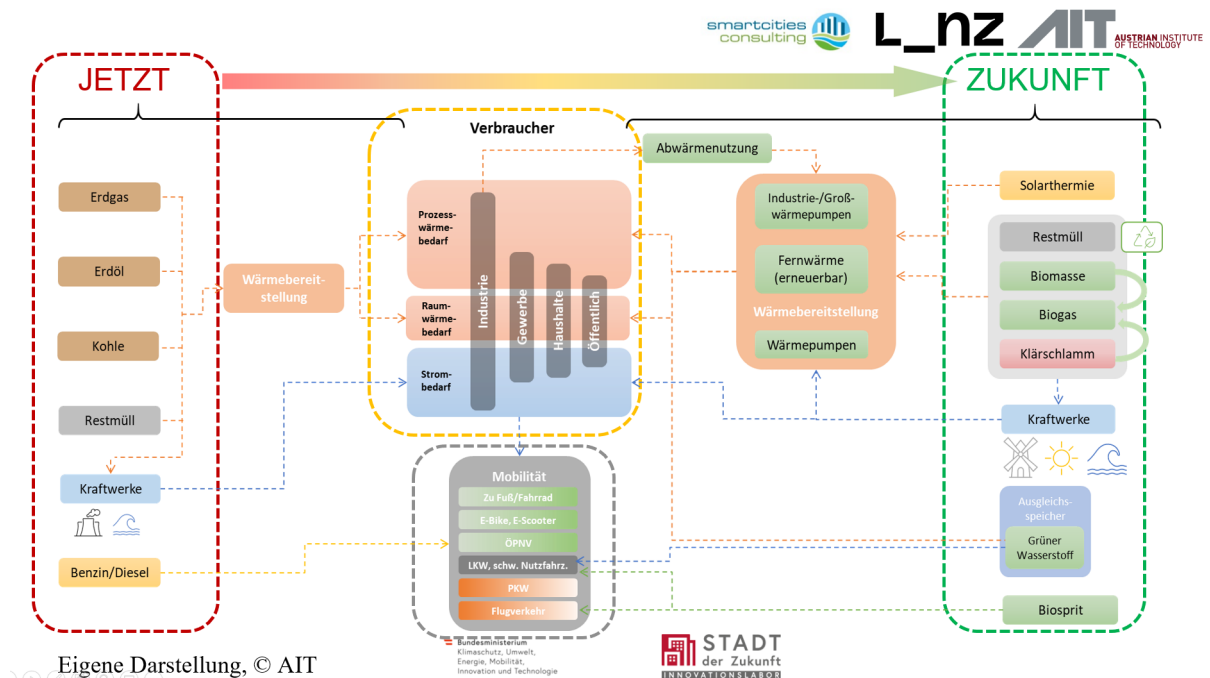 smartcities
consulting
L_nz
AIT
AUSTRIAN INSTITUTE
OF TECHNOLOGY
JETZT
ZUKUNFT
Verbraucher
Abwärmenutzung
Erdgas
Erdöl
Kohle
Restmüll
Kraftwerke
Benzin/Diesel
Wärmebereit-
stellung
Prozess-
wärme-
bedarf
Raum-
wärme-
bedarf
Strom-
bedarf
Industrie
Gewerbe
Haushalte
Öffentlich
Mobilität
Zu Fuß/Fahrrad
E-Bike, E-Scooter
ÖPNV
LKW, schw. Nutzfahrz.
PKW
Flugverkehr
Industrie-/Groß-
wärmepumpen
Fernwärme
(erneuerbar)
Wärmebereitstellung
Wärmepumpen
Solarthermie
Restmüll
Biomasse
Biogas
Klärschlamm
Kraftwerke
Ausgleichs-
speicher
Grüner
Wasserstoff
Biosprit
Eigene Darstellung, © AIT
Bundesministerium
Klimaschutz, Umwelt,
Energie, Mobilität,
Innovation und Technologie
STADT
der Zukunft
INNOVATIONSLABOR